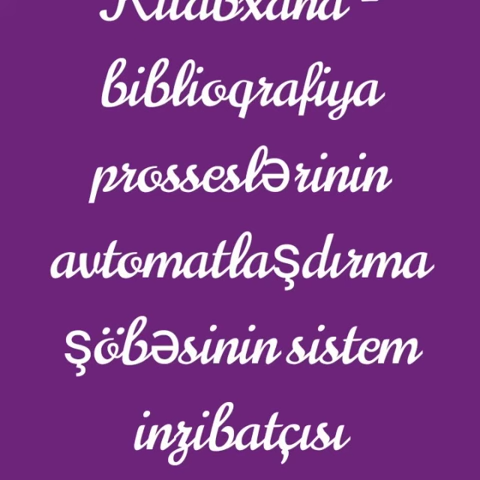 Kitabxana -
biblioqrafiya
prosseslərinin
avtomatlaşdırma
şöbəsinin sistem
inzibatçısı